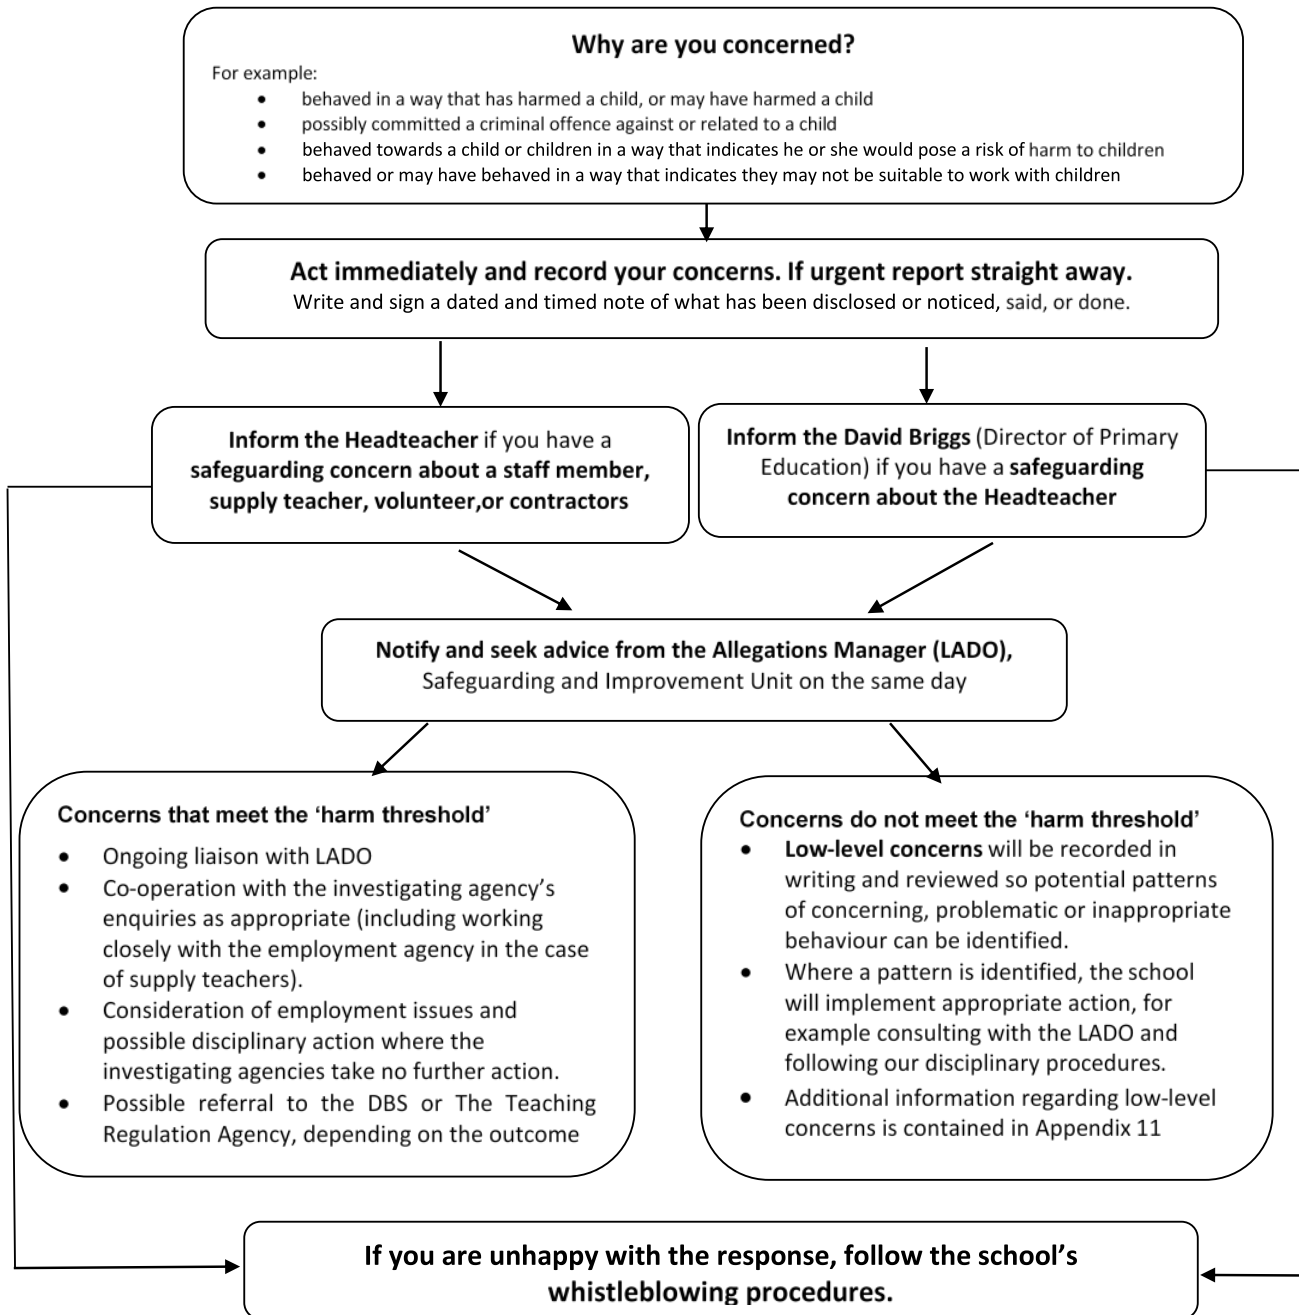 Why are you concerned?
For example:
• behaved in a way that has harmed a child, or may have harmed a child
• possibly committed a criminal offence against or related to a child
• behaved towards a child or children in a way that indicates he or she would pose a risk of harm to children
• behaved or may have behaved in a way that indicates they may not be suitable to work with children
Act immediately and record your concerns. If urgent report straight away.
Write and sign a dated and timed note of what has been disclosed or noticed, said, or done.
Inform the Headteacher if you have a
safeguarding concern about a staff member,
supply teacher, volunteer,or contractors
Inform the David Briggs (Director of Primary
Education) if you have a safeguarding
concern about the Headteacher
Notify and seek advice from the Allegations Manager (LADO),
Safeguarding and Improvement Unit on the same day
Concerns that meet the ‘harm threshold’
• Ongoing liaison with LADO
• Co-operation with the investigating agency’s
enquiries as appropriate (including working
closely with the employment agency in the case
of supply teachers).
• Consideration of employment issues and
possible disciplinary action where the
investigating agencies take no further action.
• Possible referral to the DBS or The Teaching
Regulation Agency, depending on the outcome
Concerns do not meet the ‘harm threshold’
• Low-level concerns will be recorded in
writing and reviewed so potential patterns
of concerning, problematic or inappropriate
behaviour can be identified.
• Where a pattern is identified, the school
will implement appropriate action, for
example consulting with the LADO and
following our disciplinary procedures.
• Additional information regarding low-level
concerns is contained in Appendix 11
If you are unhappy with the response, follow the school’s
whistleblowing procedures.